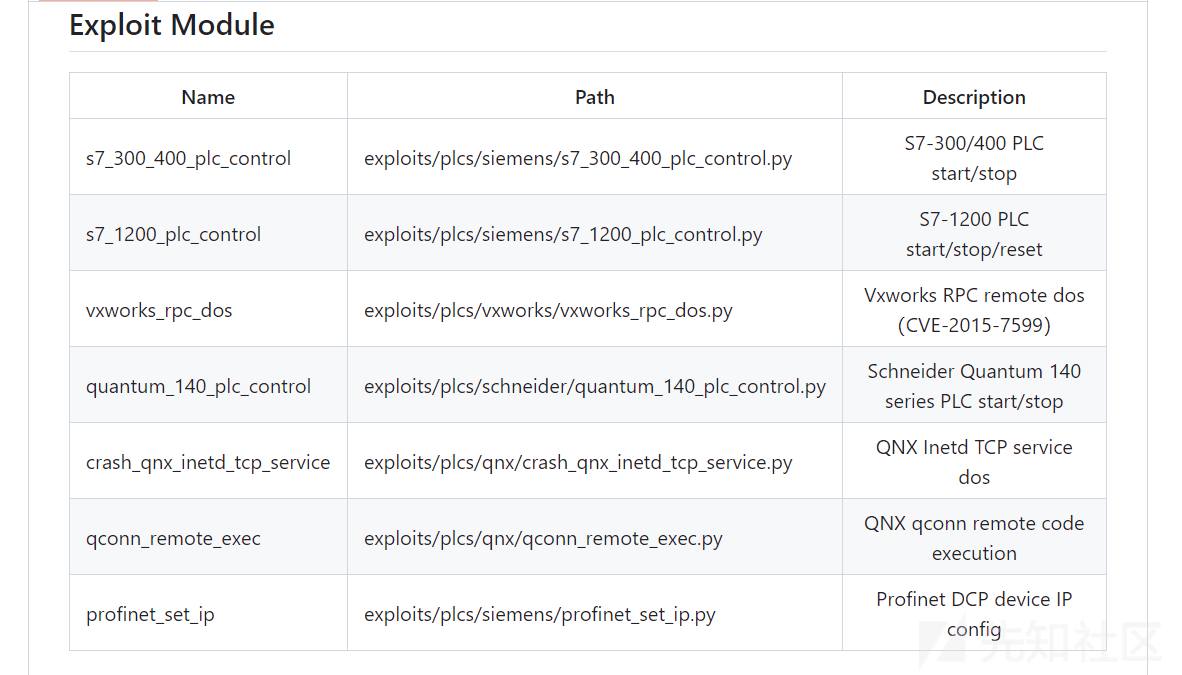 Exploit Module
Name Path Description
s7_300_400_plc_control exploits/plcs/siemens/s7_300_400_plc_control.py S7-300/400 PLC
start/stop
s7_1200_plc_control exploits/plcs/siemens/s7_1200_plc_control.py S7-1200 PLC
start/stop/reset
vxworks_rpc_dos exploits/plcs/vxworks/vxworks_rpc_dos.py Vxworks RPC remote dos
(CVE-2015-7599)
quantum_140_plc_control exploits/plcs/schneider/quantum_140_plc_control.py Schneider Quantum 140
series PLC start/stop
crash_qnx_inetd_tcp_service exploits/plcs/qnx/crash_qnx_inetd_tcp_service.py QNX Inetd TCP service
dos
qconn_remote_exec exploits/plcs/qnx/qconn_remote_exec.py QNX qconn remote code
execution
profinet_set_ip exploits/plcs/siemens/profinet_set_ip.py Profinet DCP device IP
config
先知社区